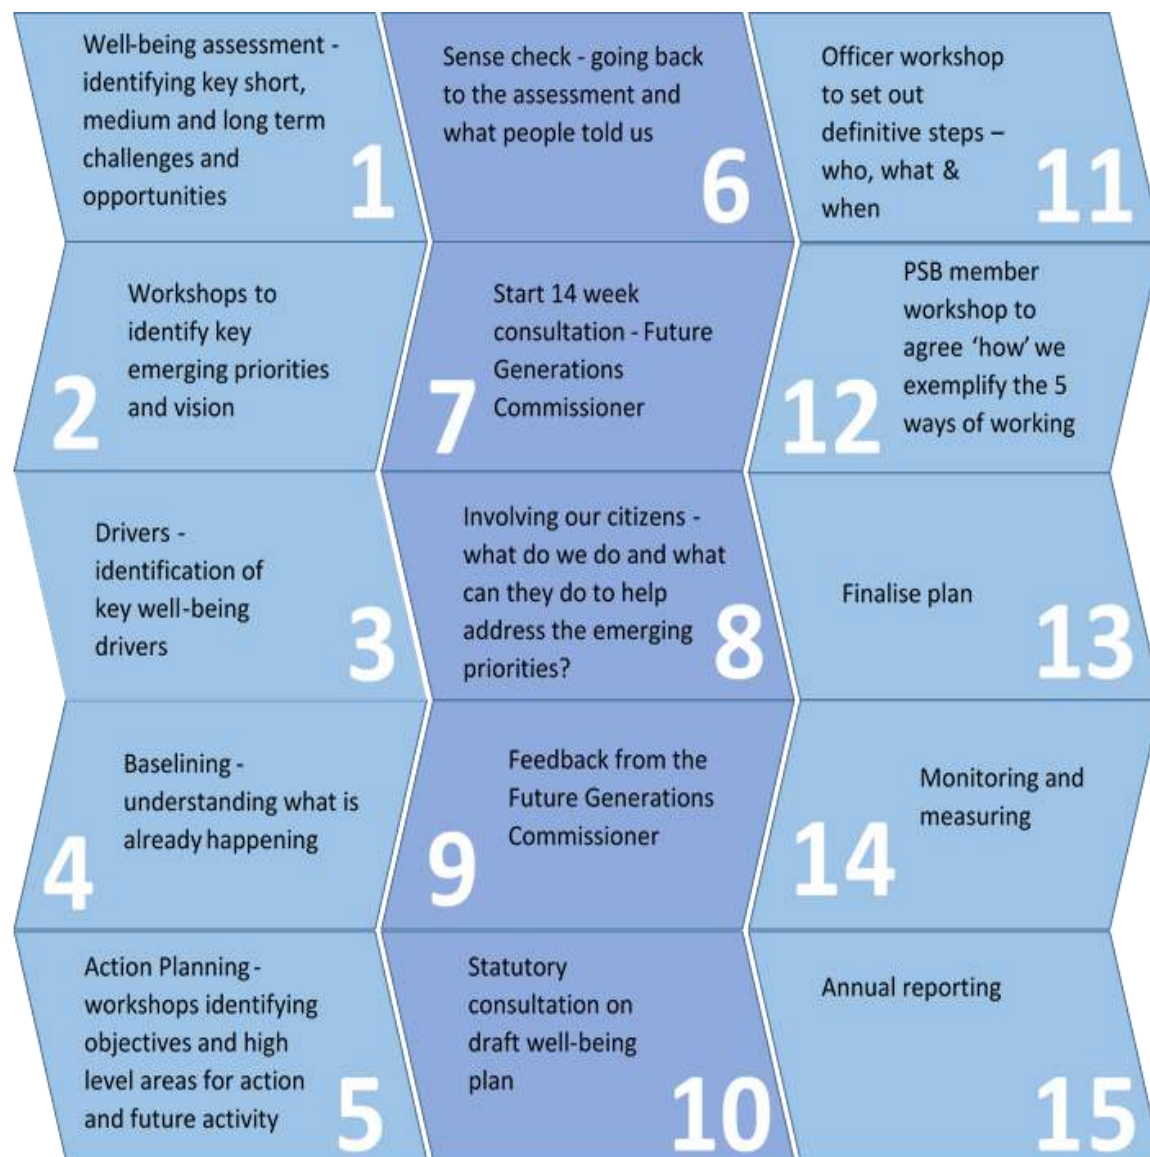 Well-being assessment -
identifying key short,
medium and long term
challenges and
opportunities
1
Workshops to
identify key
emerging priorities
and vision
2
Drivers -
identification of
key well-being
drivers
3
Baselining -
understanding what is
already happening
4
Action Planning -
workshops identifying
objectives and high
level areas for action
and future activity
5
Sense check - going back
to the assessment and
what people told us
6
Start 14 week
consultation - Future
Generations
Commissioner
7
Involving our citizens -
what do we do and what
can they do to help
address the emerging
priorities?
8
Feedback from the
Future Generations
Commissioner
9
Statutory
consultation on
draft well-being
plan
10
Officer workshop
to set out
definitive steps –
who, what &
when
11
PSB member
workshop to
agree ‘how’ we
exemplify the 5
ways of working
12
Finalise plan
13
Monitoring and
measuring
14
Annual reporting
15